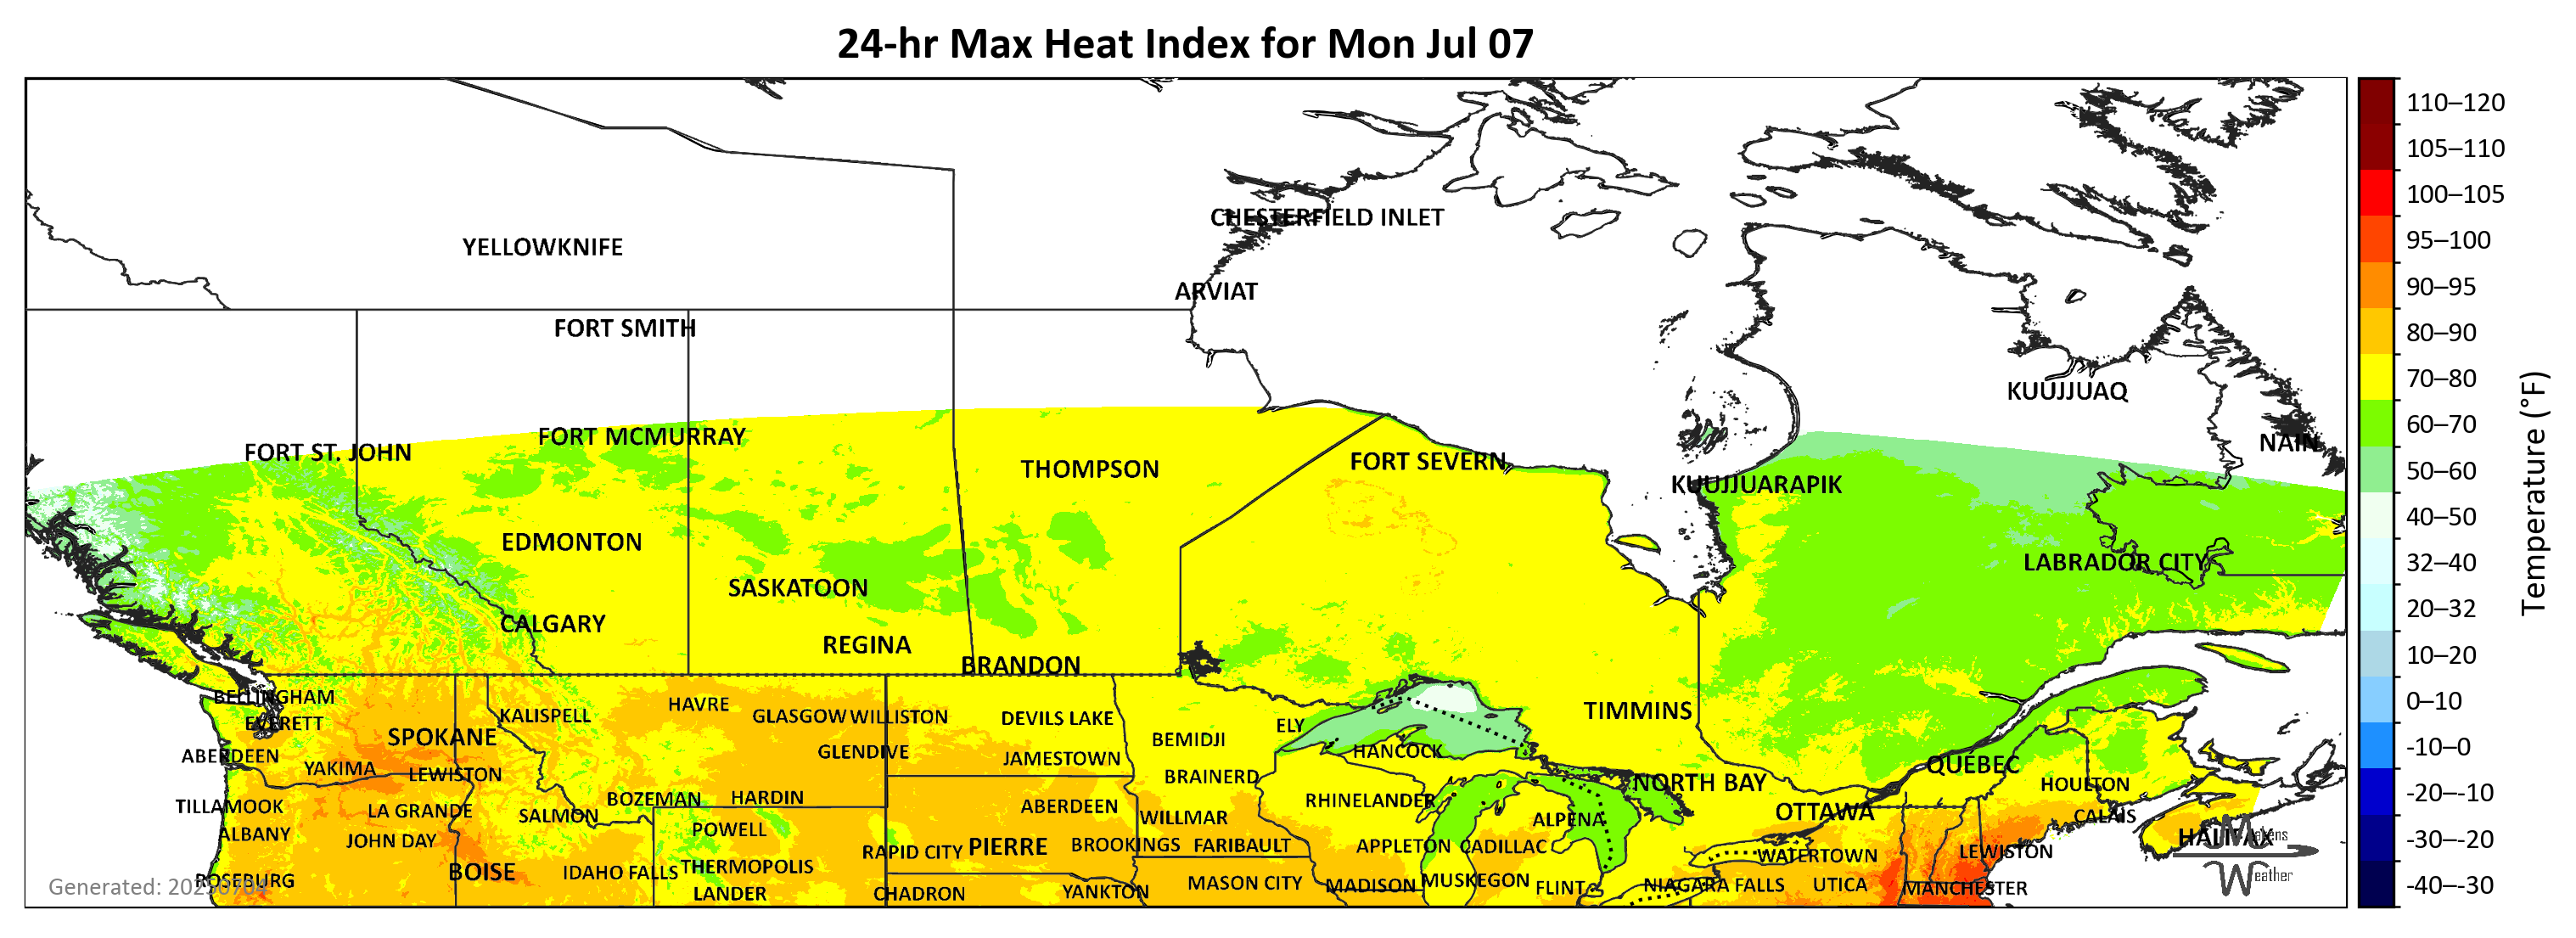 24-hr Max Heat Index for Mon Jul 07
CHESTERFIELD INLET
YELLOWKNIFE
ARVIAT
FORT SMITH
KUUJJUAQ
FORT MCMURRAY
NAIN
FORT ST. JOHN
FORT SEVERN
THOMPSON
KUUJJUARAPIK
EDMONTON
LABRADOR CITY
SASKATOON
CALGARY
REGINA
BRANDON
BELLINGHAM
HAVRE
TIMMINS
KALISPELL
GLASGOW WILLISTON
DEVILS LAKE
EVERETT
ELY
SPOKANE
BEMIDJI
GLENDIVE
HANCOCK
ABERDEEN
JAMESTOWN
QUÉBEC
YAKIMA
LEWISTON
BRAINERD
NORTH BAY
HOULTON
BOZEMAN
HARDIN
RHINELANDER
TILLAMOOK
LA GRANDE
ABERDEEN
OTTAWA
SALMON
WILLMAR
ALPENA
CALAIS
ALBANY
POWELL
HALIFAX
JOHN DAY
PIERRE
BROOKINGS
FARIBAULT
APPLETON
CADILLAC
RAPID CITY
WATERTOWN
LEWISTON
BOISE
IDAHO FALLS
THERMOPOLIS
ROSEBURG
MASON CITY
MADISON
MUSKEGON
FLINT
NIAGARA FALLS
UTICA
MANCHESTER
LANDER
CHADRON
YANKTON
Generated: 20250704
Weather
110–120
105–110
100–105
95–100
90–95
80–90
70–80
60–70
50–60
40–50
32–40
20–32
10–20
0–10
-10–0
-20–-10
-30–-20
-40–-30
Temperature (°F)